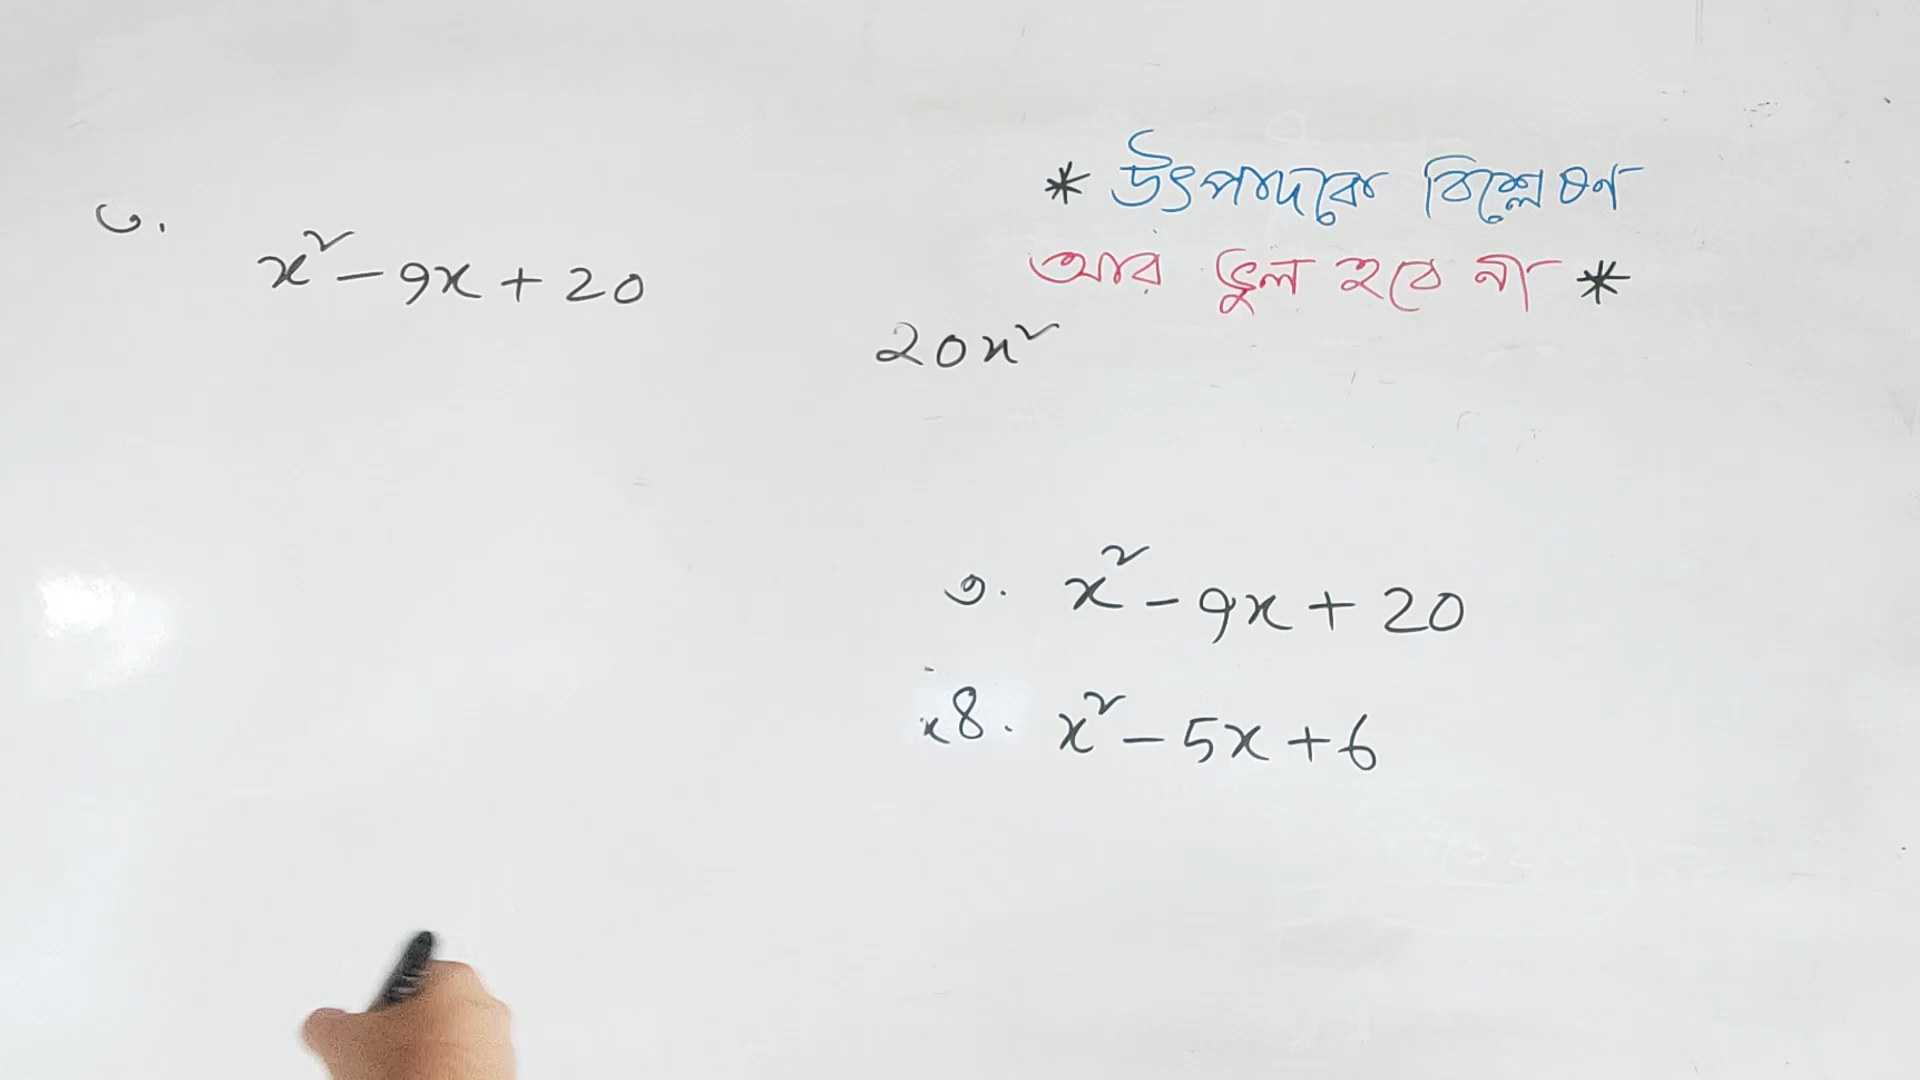 * উৎপাদকে বিশ্লেষণ
আর ভুল হবে না *
৩.
x² - 9x + 20
20x²
৩. x² - 9x + 20
৪. x² - 5x + 6